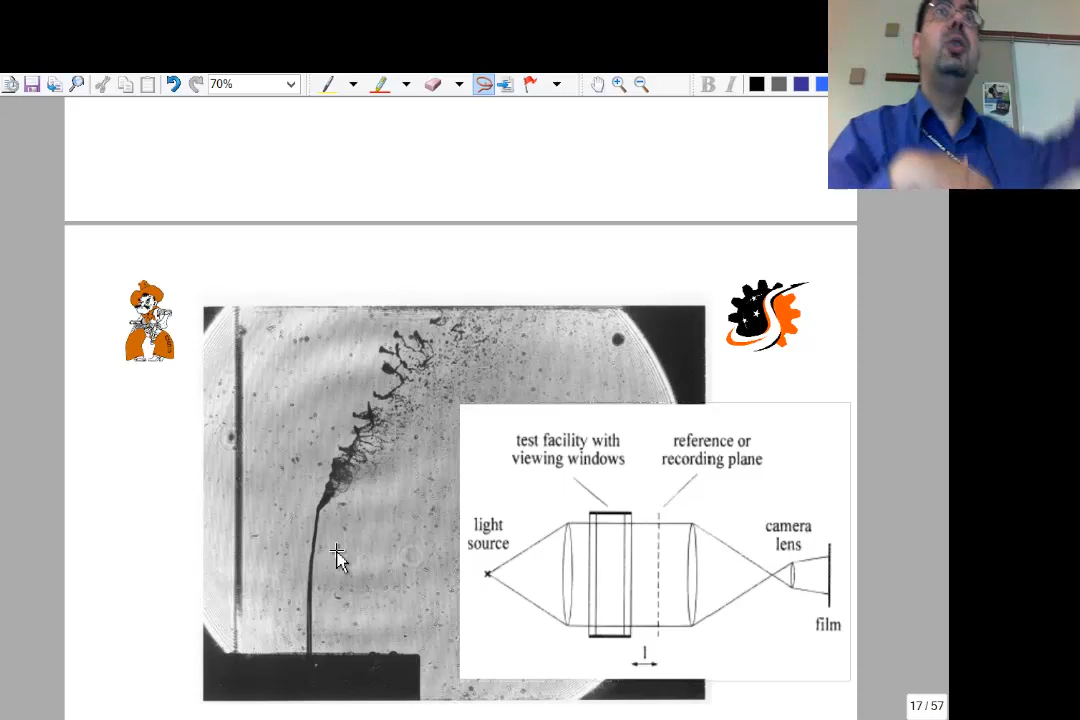 70%
B I
test facility with
viewing windows
reference or
recording plane
light
source
camera
lens
film
l
17 / 57